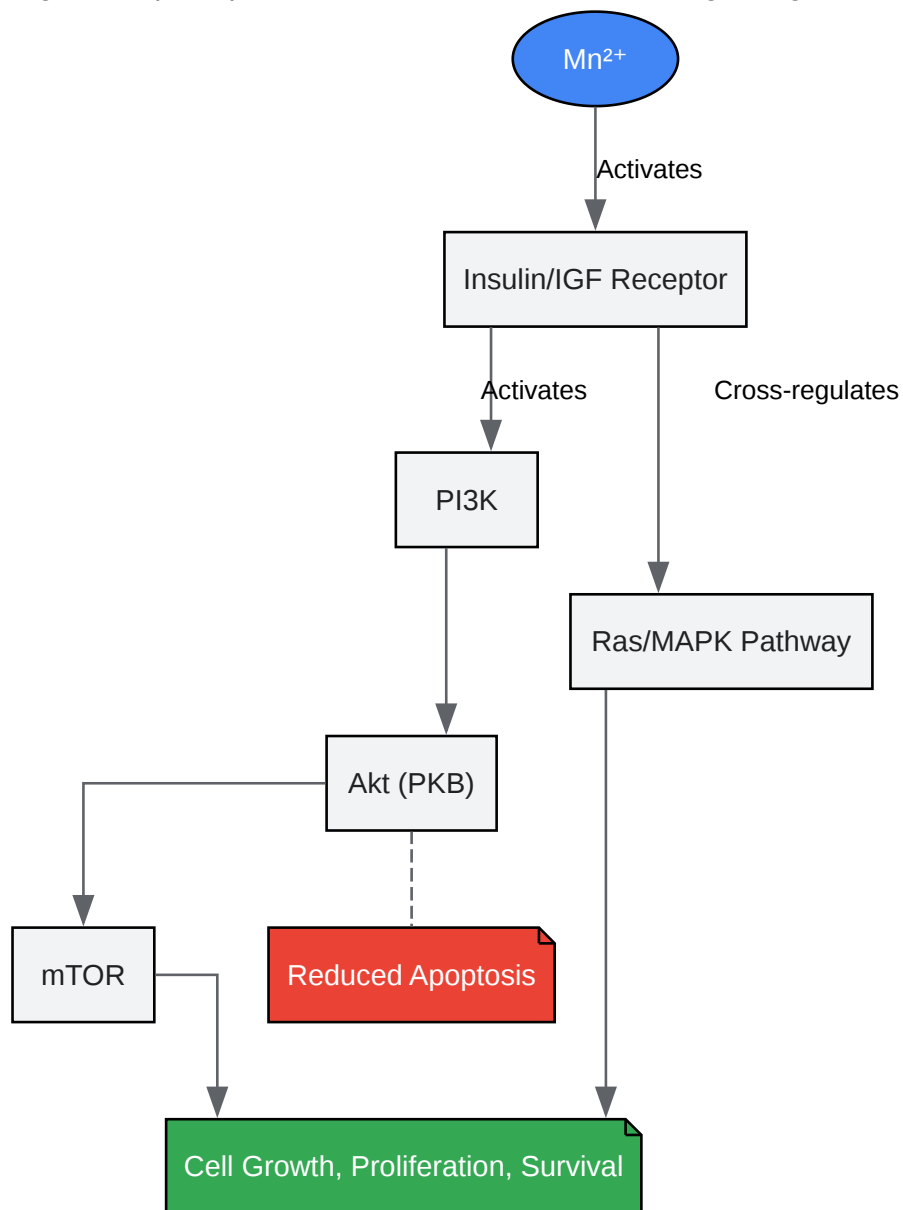 Mn²⁺
Activates
Insulin/IGF Receptor
Activates
Cross-regulates
PI3K
Ras/MAPK Pathway
Akt (PKB)
mTOR
Reduced Apoptosis
Cell Growth, Proliferation, Survival